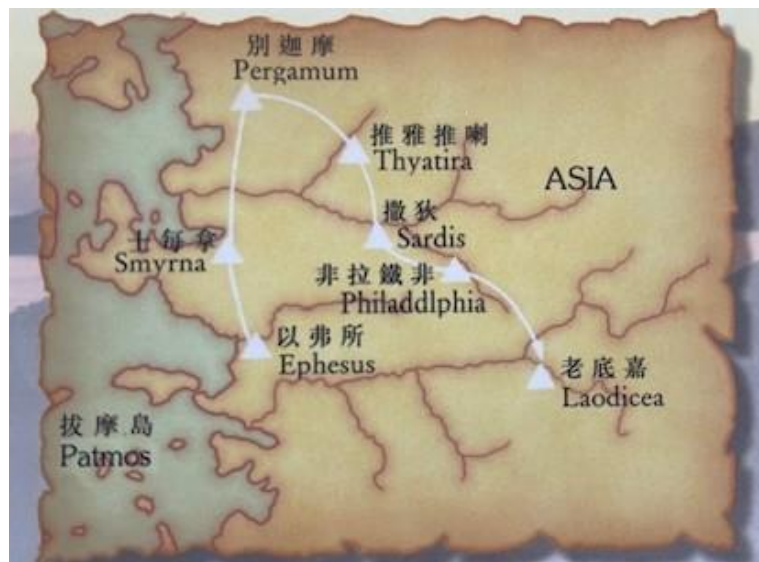 別迦摩
Pergamum
推雅推喇
Thyatira
ASIA
撒狄
Sardis
士每拿
Smyrna
非拉鐵非
Philaddlphia
以弗所
Ephesus
老底嘉
Laodicea
拔摩島
Patmos